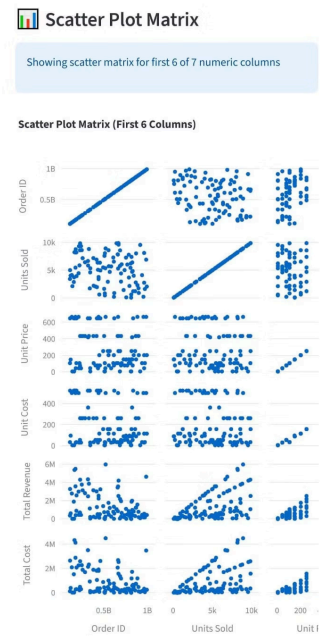 Scatter Plot Matrix
Showing scatter matrix for first 6 of 7 numeric columns
Scatter Plot Matrix (First 6 Columns)
Order ID
1B
0.5B
Units Sold
10k
5k
0
Unit Price
600
400
200
0
Unit Cost
400
200
0
Total Revenue
6M
4M
2M
0
Total Cost
4M
2M
0
0.5B 1B 0 5k 10k 0 200
Order ID Units Sold Unit